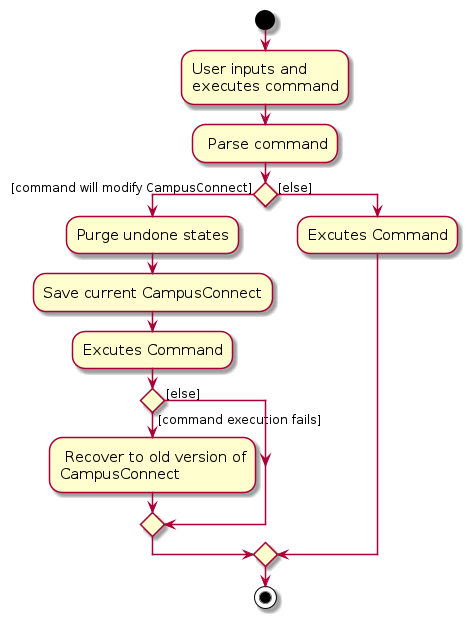 User inputs and
executes command
Parse command
[command will modify CampusConnect]
[else]
Purge undone states
Excutes Command
Save current CampusConnect
Excutes Command
[else]
[command execution fails]
Recover to old version of
CampusConnect